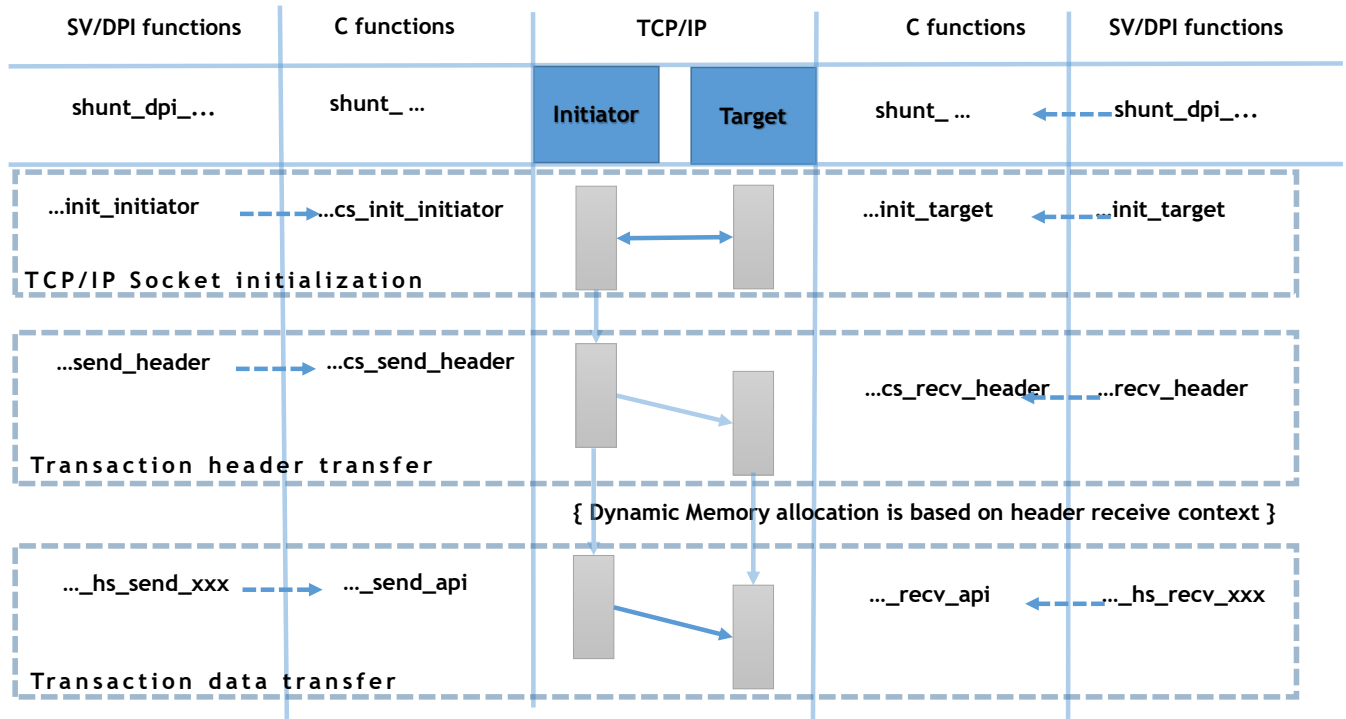 SV/DPI functions
C functions
TCP/IP
C functions
SV/DPI functions
shunt_dpi_...
shunt_ …
Initiator
Target
shunt_ …
shunt_dpi_...
…init_initiator
…cs_init_initiator
…init_target
…init_target
TCP/IP Socket initialization
…send_header
…cs_send_header
…cs_recv_header
…recv_header
Transaction header transfer
{ Dynamic Memory allocation is based on header receive context }
…_hs_send_xxx
…_send_api
…_recv_api
…_hs_recv_xxx
Transaction data transfer